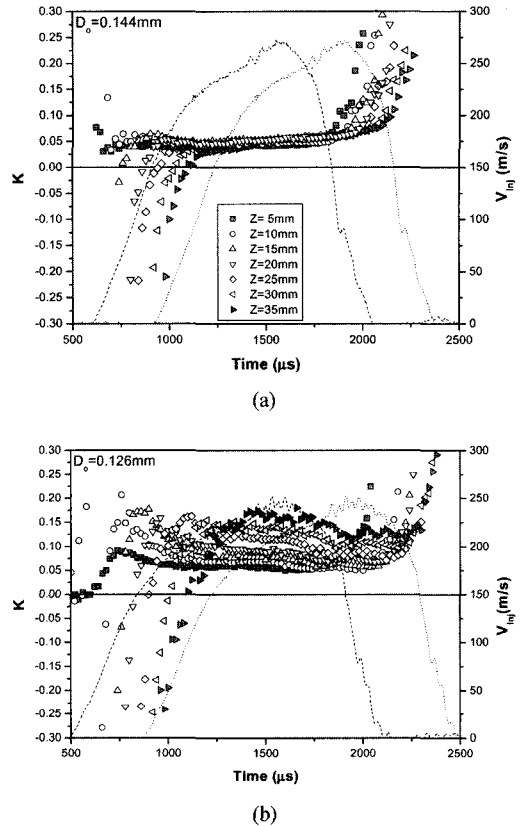 D₀=0.144mm
0.30
0.25
0.20
0.15
0.10
0.05
0.00
-0.05
-0.10
-0.15
-0.20
-0.25
-0.30
K
300
250
200
150
100
50
0
V_Inj (m/s)
Z= 5mm
Z=10mm
Z=15mm
Z=20mm
Z=25mm
Z=30mm
Z=35mm
500 1000 1500 2000 2500
Time (μs)
(a)
D₀=0.126mm
0.30
0.25
0.20
0.15
0.10
0.05
0.00
-0.05
-0.10
-0.15
-0.20
-0.25
-0.30
K
300
250
200
150
100
50
0
V_Inj (m/s)
500 1000 1500 2000 2500
Time (μs)
(b)